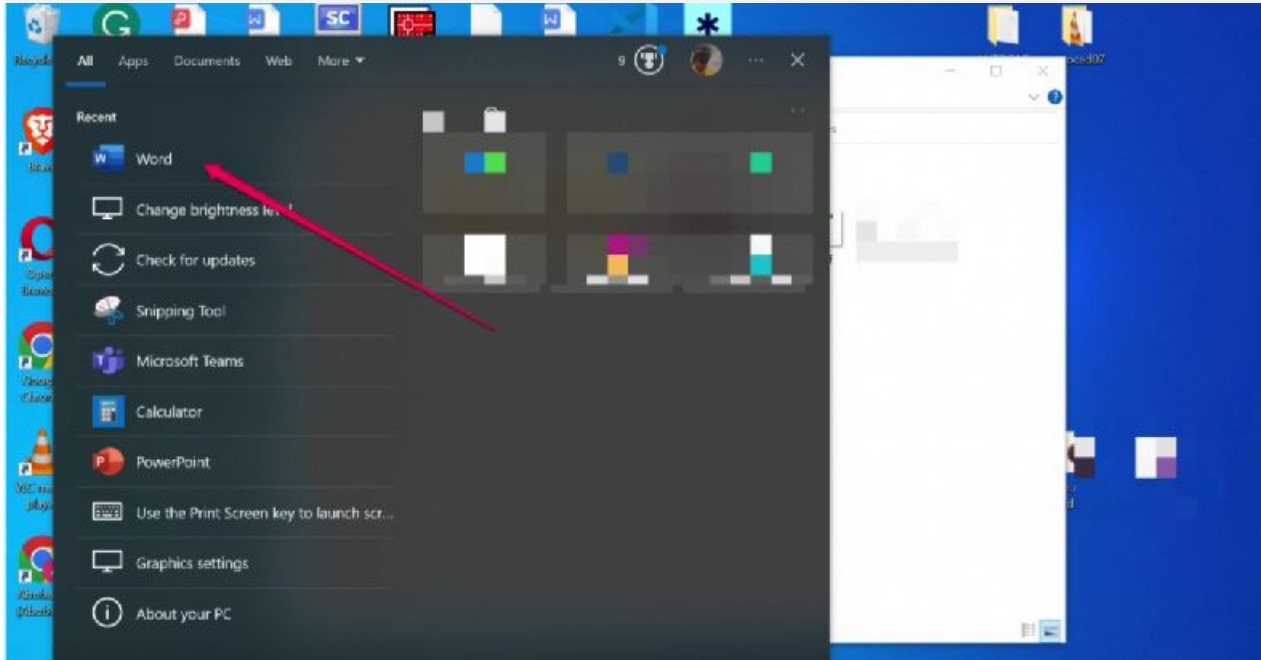 SC
All Apps Documents Web More
9
Recent
Word
Change brightness
Check for updates
Snipping Tool
Microsoft Teams
Calculator
PowerPoint
Use the Print Screen key to launch scr...
Graphics settings
About your PC